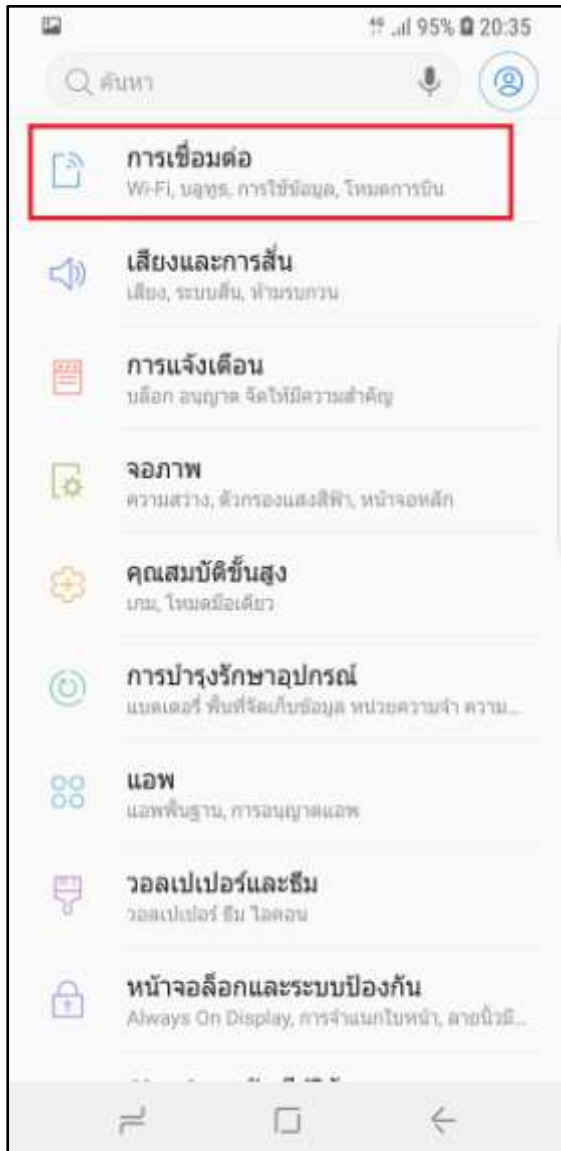 95% 20:35
ค้นหา
การเชื่อมต่อ
Wi-Fi, บลูทูธ, การใช้ข้อมูล, โหมดการบิน
เสียงและการสั่น
เสียง, ระบบสั่น, ห้ามรบกวน
การแจ้งเตือน
บล็อก อนุญาต จัดให้มีความสำคัญ
จอภาพ
ความสว่าง, ตัวกรองแสงสีฟ้า, หน้าจอหลัก
คุณสมบัติขั้นสูง
เกม, โหมดมือเดียว
การบำรุงรักษาอุปกรณ์
แบตเตอรี่ พื้นที่จัดเก็บข้อมูล หน่วยความจำ ความ...
แอพ
แอพพื้นฐาน, การอนุญาตแอพ
วอลเปเปอร์และธีม
วอลเปเปอร์ ธีม ไอคอน
หน้าจอล็อกและระบบป้องกัน
Always On Display, การจำแนกใบหน้า, ลายนิ้วมื...